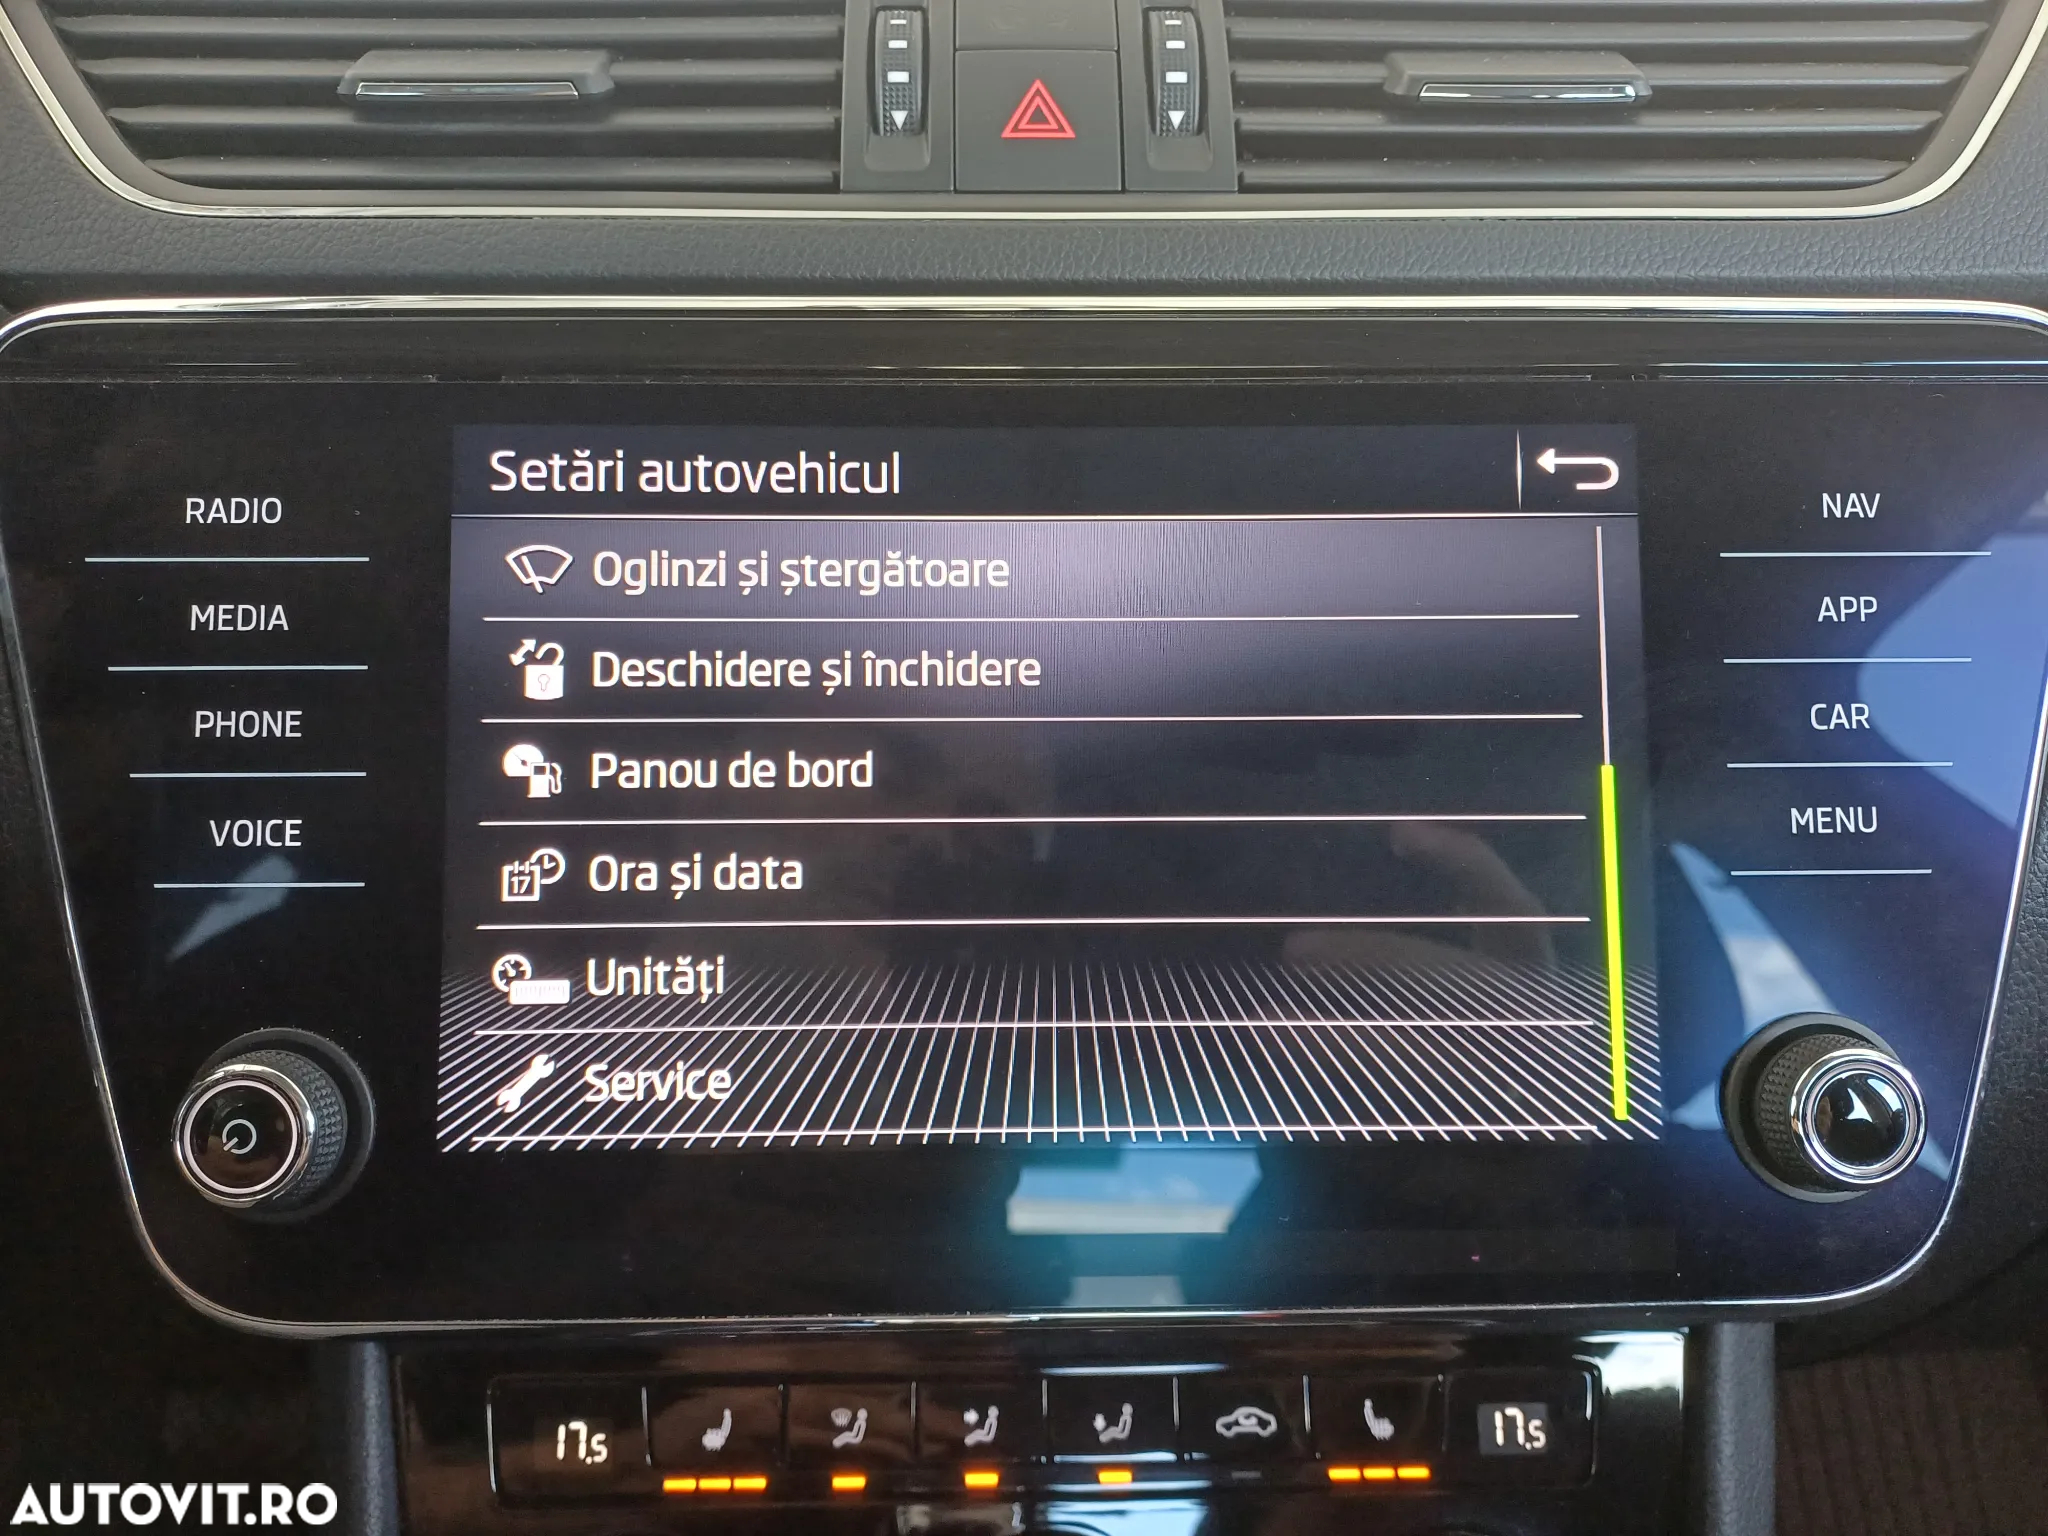 Setări autovehicul
RADIO
MEDIA
PHONE
VOICE
Oglinzi și ștergătoare
Deschidere și închidere
Panou de bord
17
Ora și data
Unități
Service
NAV
APP
CAR
MENU
17.5
17.5
AUTOVIT.RO